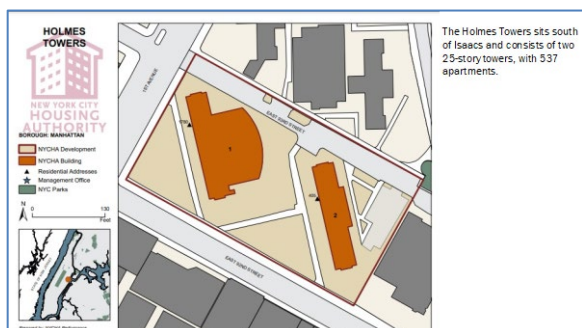 HOLMES
TOWERS
NEW YORK CITY
HOUSING
AUTHORITY
BOROUGH: MANHATTAN
NYCHA Development
NYCHA Building
Residential Addresses
Management Office
NYC Parks
N
0
130
Feet
1ST AVENUE
EAST 93RD STREET
1
2
EAST 92ND STREET
The Holmes Towers sits south
of Isaacs and consists of two
25-story towers, with 537
apartments.